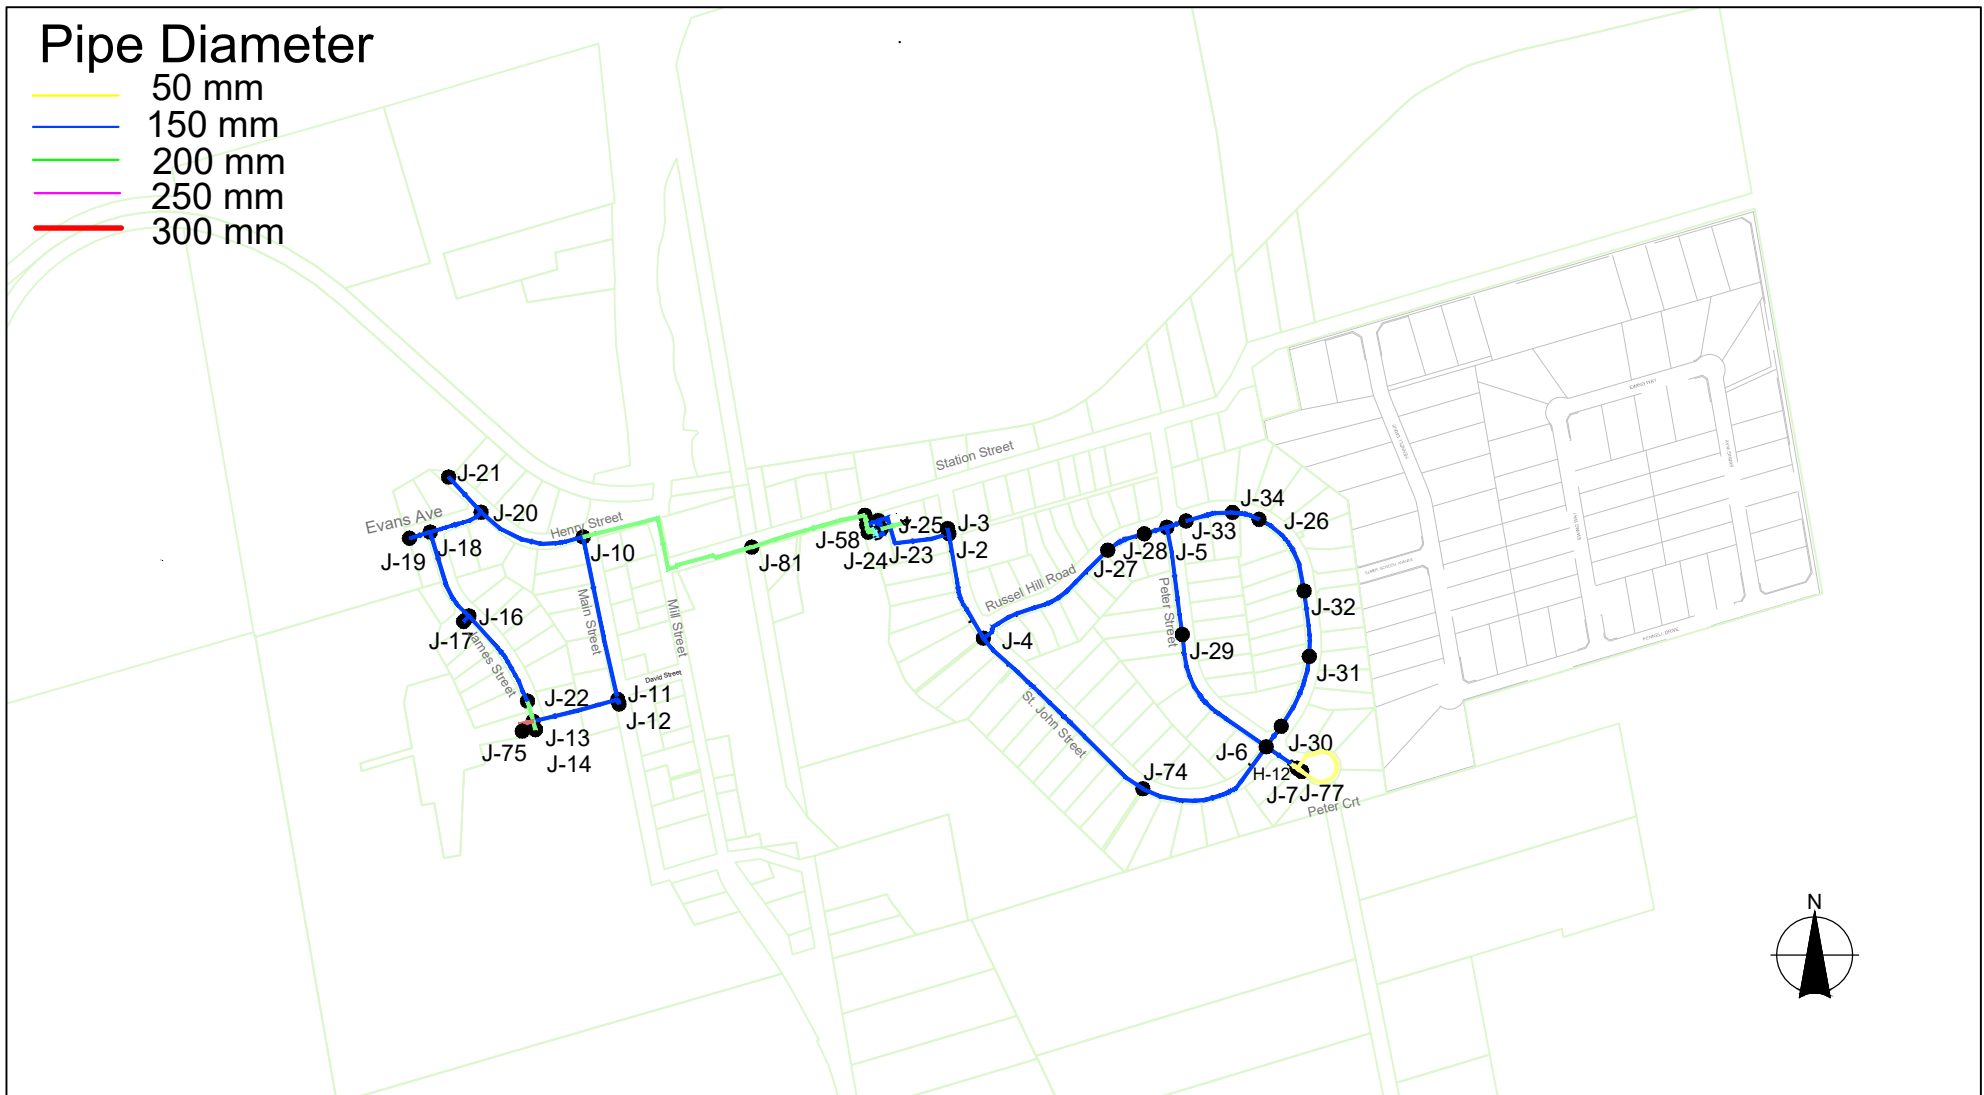 Pipe Diameter
50 mm
150 mm
200 mm
250 mm
300 mm
Station Street
J-21
Evans Ave
J-20
Henry Street
J-19
J-18
J-10
J-81
J-58
J-25
J-24
J-23
J-3
J-2
J-34
J-33
J-26
J-28
J-5
J-27
Russel Hill Road
Peter Street
J-32
J-16
J-17
James Street
Main Street
Mill Street
J-4
J-29
J-31
David Street
J-22
J-11
J-12
J-13
J-75
J-14
St. John Street
J-6
J-30
J-74
H-12
J-7
J-77
Peter Crt
N